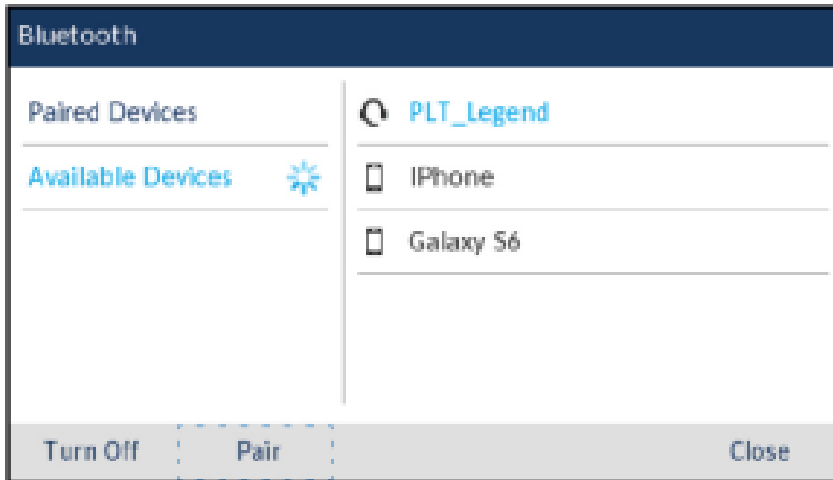 Bluetooth
Paired Devices
Available Devices
PLT_Legend
IPhone
Galaxy S6
Turn Off
Pair
Close